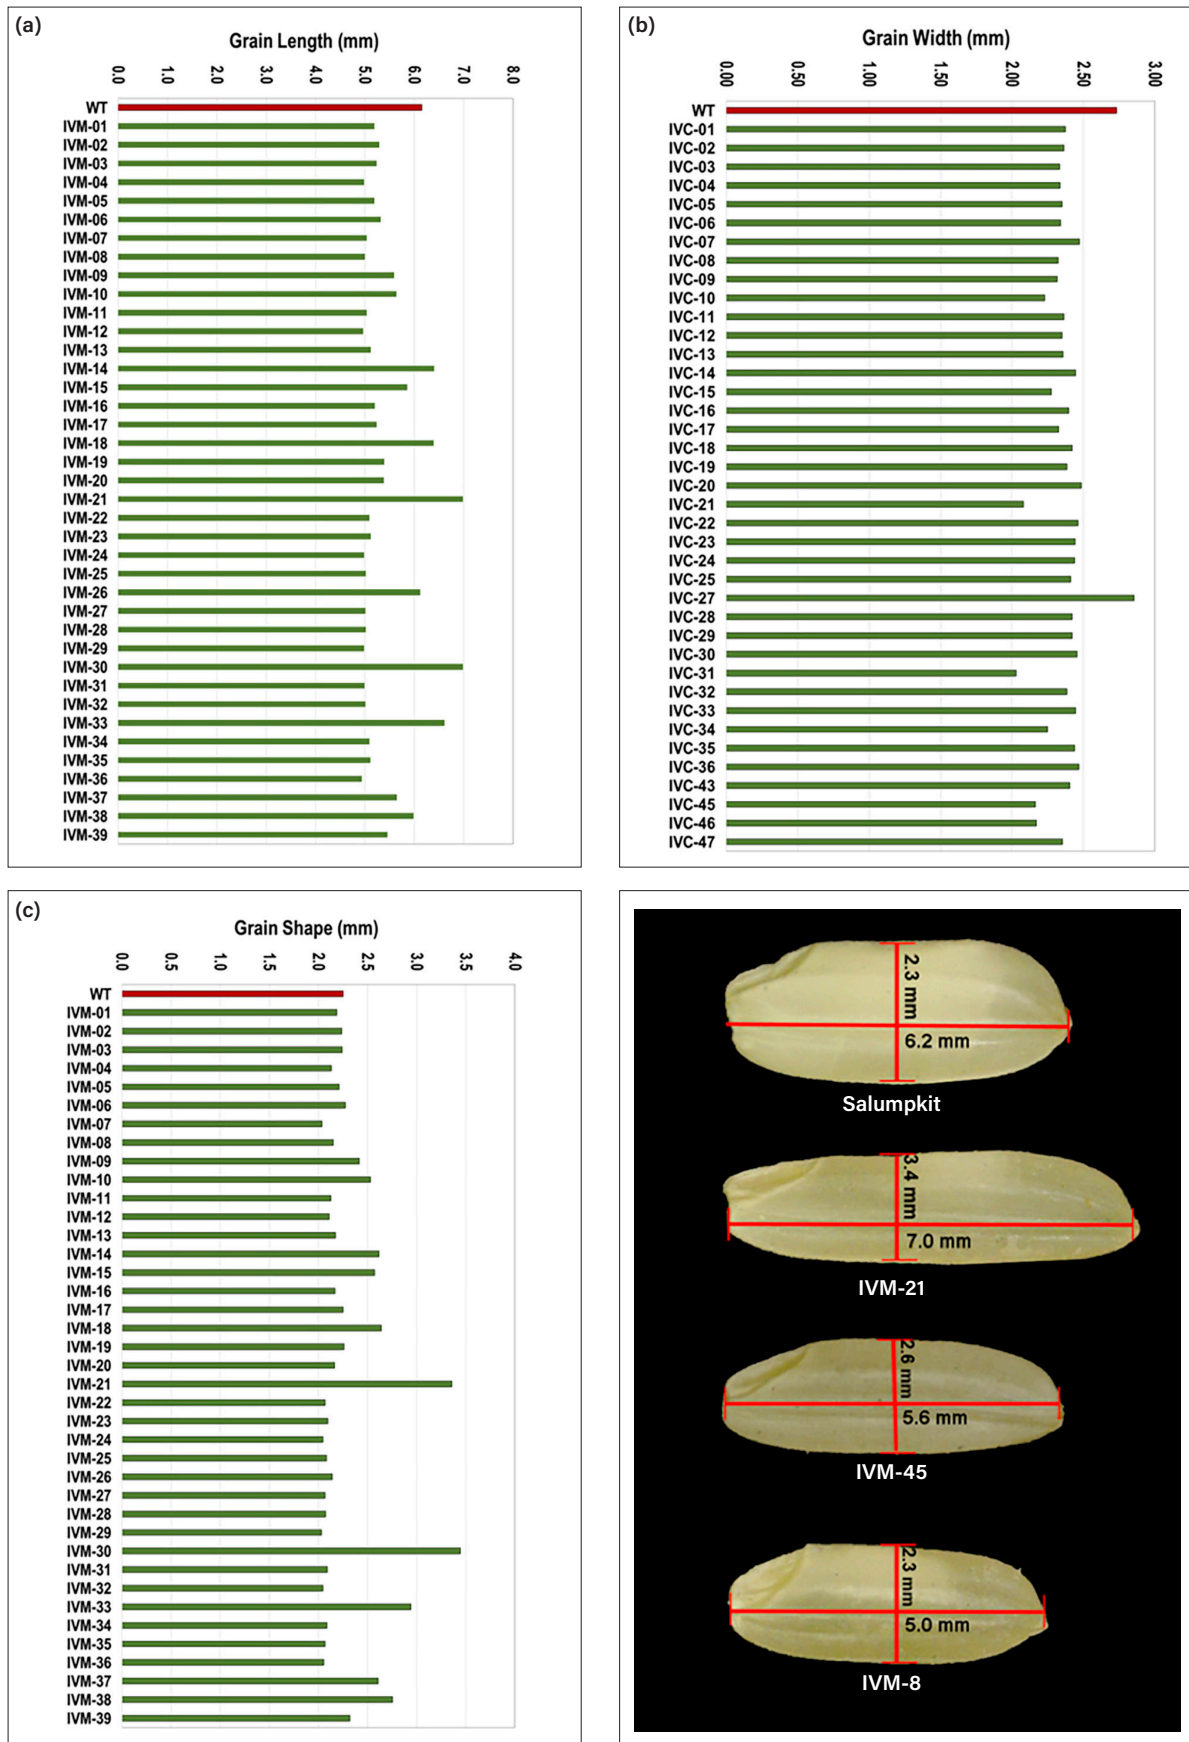 (a)
Grain Length (mm)
0.0 1.0 2.0 3.0 4.0 5.0 6.0 7.0 8.0
WT
IVM-01
IVM-02
IVM-03
IVM-04
IVM-05
IVM-06
IVM-07
IVM-08
IVM-09
IVM-10
IVM-11
IVM-12
IVM-13
IVM-14
IVM-15
IVM-16
IVM-17
IVM-18
IVM-19
IVM-20
IVM-21
IVM-22
IVM-23
IVM-24
IVM-25
IVM-26
IVM-27
IVM-28
IVM-29
IVM-30
IVM-31
IVM-32
IVM-33
IVM-34
IVM-35
IVM-36
IVM-37
IVM-38
IVM-39
(b)
Grain Width (mm)
0.00 0.50 1.00 1.50 2.00 2.50 3.00
WT
IVC-01
IVC-02
IVC-03
IVC-04
IVC-05
IVC-06
IVC-07
IVC-08
IVC-09
IVC-10
IVC-11
IVC-12
IVC-13
IVC-14
IVC-15
IVC-16
IVC-17
IVC-18
IVC-19
IVC-20
IVC-21
IVC-22
IVC-23
IVC-24
IVC-25
IVC-27
IVC-28
IVC-29
IVC-30
IVC-31
IVC-32
IVC-33
IVC-34
IVC-35
IVC-36
IVC-43
IVC-45
IVC-46
IVC-47
(c)
Grain Shape (mm)
0.0 0.5 1.0 1.5 2.0 2.5 3.0 3.5 4.0
WT
IVM-01
IVM-02
IVM-03
IVM-04
IVM-05
IVM-06
IVM-07
IVM-08
IVM-09
IVM-10
IVM-11
IVM-12
IVM-13
IVM-14
IVM-15
IVM-16
IVM-17
IVM-18
IVM-19
IVM-20
IVM-21
IVM-22
IVM-23
IVM-24
IVM-25
IVM-26
IVM-27
IVM-28
IVM-29
IVM-30
IVM-31
IVM-32
IVM-33
IVM-34
IVM-35
IVM-36
IVM-37
IVM-38
IVM-39
2.3 mm
6.2 mm
Salumpkit
3.4 mm
7.0 mm
IVM-21
2.6 mm
5.6 mm
IVM-45
2.3 mm
5.0 mm
IVM-8